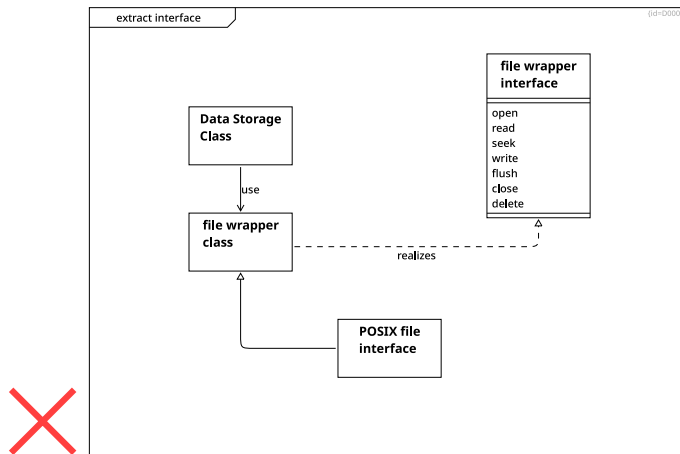 extract interface
(id=D000
file wrapper
interface
open
read
seek
write
flush
close
delete
Data Storage
Class
use
file wrapper
class
realizes
POSIX file
interface